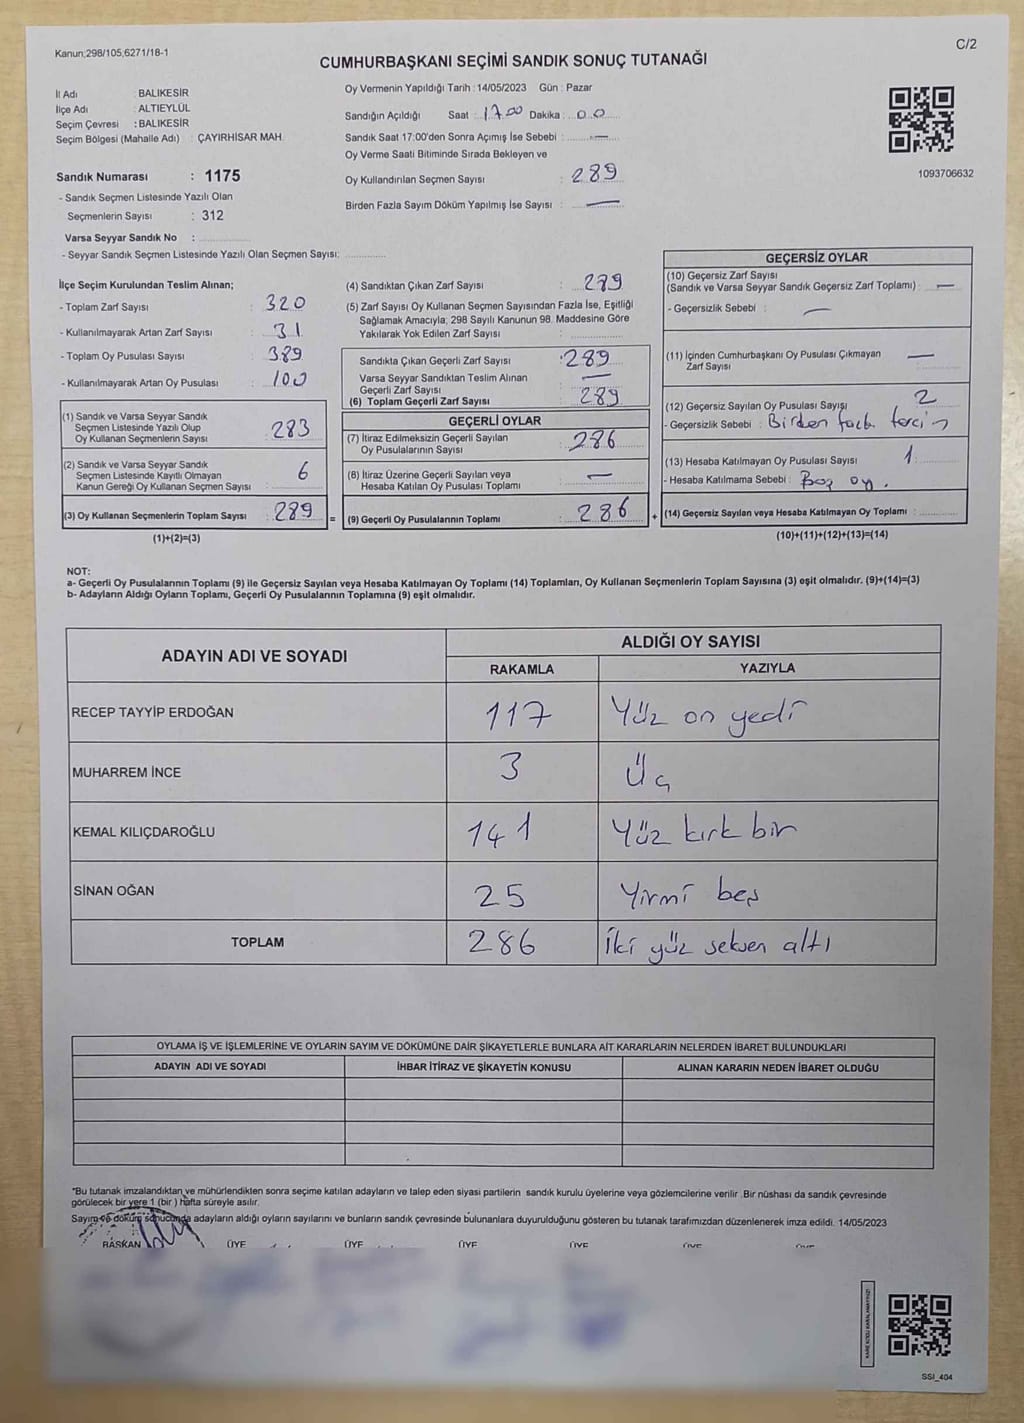 Kanun;298/105,6271/18-1
C/2
CUMHURBAŞKANI SEÇİMİ SANDIK SONUÇ TUTANAĞI
İl Adı : BALIKESİR
İlçe Adı : ALTIEYLÜL
Seçim Çevresi : BALIKESİR
Seçim Bölgesi (Mahalle Adı) : ÇAYIRHİSAR MAH.
Sandık Numarası : 1175
- Sandık Seçmen Listesinde Yazılı Olan
Seçmenlerin Sayısı : 312
Varsa Seyyar Sandık No :
- Seyyar Sandık Seçmen Listesinde Yazılı Olan Seçmen Sayısı:
Oy Vermenin Yapıldığı Tarih : 14/05/2023 Gün : Pazar
Sandığın Açıldığı Saat : 17.00 Dakika : 00
Sandık Saat 17:00'den Sonra Açımış İse Sebebi : —
Oy Verme Saati Bitiminde Sırada Bekleyen ve
Oy Kullandırılan Seçmen Sayısı : 289
Birden Fazla Sayım Döküm Yapılmış İse Sayısı : —
1093706632
İlçe Seçim Kurulundan Teslim Alınan;
- Toplam Zarf Sayısı : 320
- Kullanılmayarak Artan Zarf Sayısı : 31
- Toplam Oy Pusulası Sayısı : 389
- Kullanılmayarak Artan Oy Pusulası : 100
(1) Sandık ve Varsa Seyyar Sandık
Seçmen Listesinde Yazılı Olup
Oy Kullanan Seçmenlerin Sayısı : 283
(2) Sandık ve Varsa Seyyar Sandık
Seçmen Listesinde Kayıtlı Olmayan
Kanun Gereği Oy Kullanan Seçmen Sayısı : 6
(3) Oy Kullanan Seçmenlerin Toplam Sayısı : 289
(1)+(2)=(3)
(4) Sandıktan Çıkan Zarf Sayısı : 289
(5) Zarf Sayısı Oy Kullanan Seçmen Sayısından Fazla İse, Eşitliği
Sağlamak Amacıyla; 298 Sayılı Kanunun 98. Maddesine Göre
Yakılarak Yok Edilen Zarf Sayısı :
Sandıkta Çıkan Geçerli Zarf Sayısı : 289
Varsa Seyyar Sandıktan Teslim Alınan
Geçerli Zarf Sayısı : —
(6) Toplam Geçerli Zarf Sayısı : 289
GEÇERLİ OYLAR
(7) İtiraz Edilmeksizin Geçerli Sayılan
Oy Pusulalarının Sayısı : 286
(8) İtiraz Üzerine Geçerli Sayılan veya
Hesaba Katılan Oy Pusulası Toplamı : —
= (9) Geçerli Oy Pusulalarının Toplamı : 286 +
GEÇERSİZ OYLAR
(10) Geçersiz Zarf Sayısı
(Sandık ve Varsa Seyyar Sandık Geçersiz Zarf Toplamı) : —
- Geçersizlik Sebebi : —
(11) İçinden Cumhurbaşkanı Oy Pusulası Çıkmayan
Zarf Sayısı : —
(12) Geçersiz Sayılan Oy Pusulası Sayısı : 2
- Geçersizlik Sebebi : Birden fazla tercih
(13) Hesaba Katılmayan Oy Pusulası Sayısı : 1
- Hesaba Katılmama Sebebi : Boş oy.
(14) Geçersiz Sayılan veya Hesaba Katılmayan Oy Toplamı :
(10)+(11)+(12)+(13)=(14)
NOT:
a- Geçerli Oy Pusulalarının Toplamı (9) ile Geçersiz Sayılan veya Hesaba Katılmayan Oy Toplamı (14) Toplamları, Oy Kullanan Seçmenlerin Toplam Sayısına (3) eşit olmalıdır. (9)+(14)=(3)
b- Adayların Aldığı Oyların Toplamı, Geçerli Oy Pusulalarının Toplamına (9) eşit olmalıdır.
ADAYIN ADI VE SOYADI
ALDIĞI OY SAYISI
RAKAMLA YAZIYLA
RECEP TAYYİP ERDOĞAN 117 Yüz on yedi
MUHARREM İNCE 3 Üç
KEMAL KILIÇDAROĞLU 141 Yüz kırk bir
SİNAN OĞAN 25 Yirmi beş
TOPLAM 286 İki yüz seksen altı
OYLAMA İŞ VE İŞLEMLERİNE VE OYLARIN SAYIM VE DÖKÜMÜNE DAİR ŞİKAYETLERLE BUNLARA AİT KARARLARIN NELERDEN İBARET BULUNDUKLARI
ADAYIN ADI VE SOYADI İHBAR İTİRAZ VE ŞİKAYETİN KONUSU ALINAN KARARIN NEDEN İBARET OLDUĞU
*Bu tutanak imzalandıktan ve mühürlendikten sonra seçime katılan adayların ve talep eden siyasi partilerin sandık kurulu üyelerine veya gözlemcilerine verilir. Bir nüshası da sandık çevresinde
görülecek bir yere 1 (bir ) hafta süreyle asılır.
Sayım ve döküm sonucunda adayların aldığı oyların sayılarını ve bunların sandık çevresinde bulunanlara duyurulduğunu gösteren bu tutanak tarafımızdan düzenlenerek imza edildi. 14/05/2023
BAŞKAN ÜYE ÜYE ÜYE ÜYE ÜYE ÜYE
SSI_404